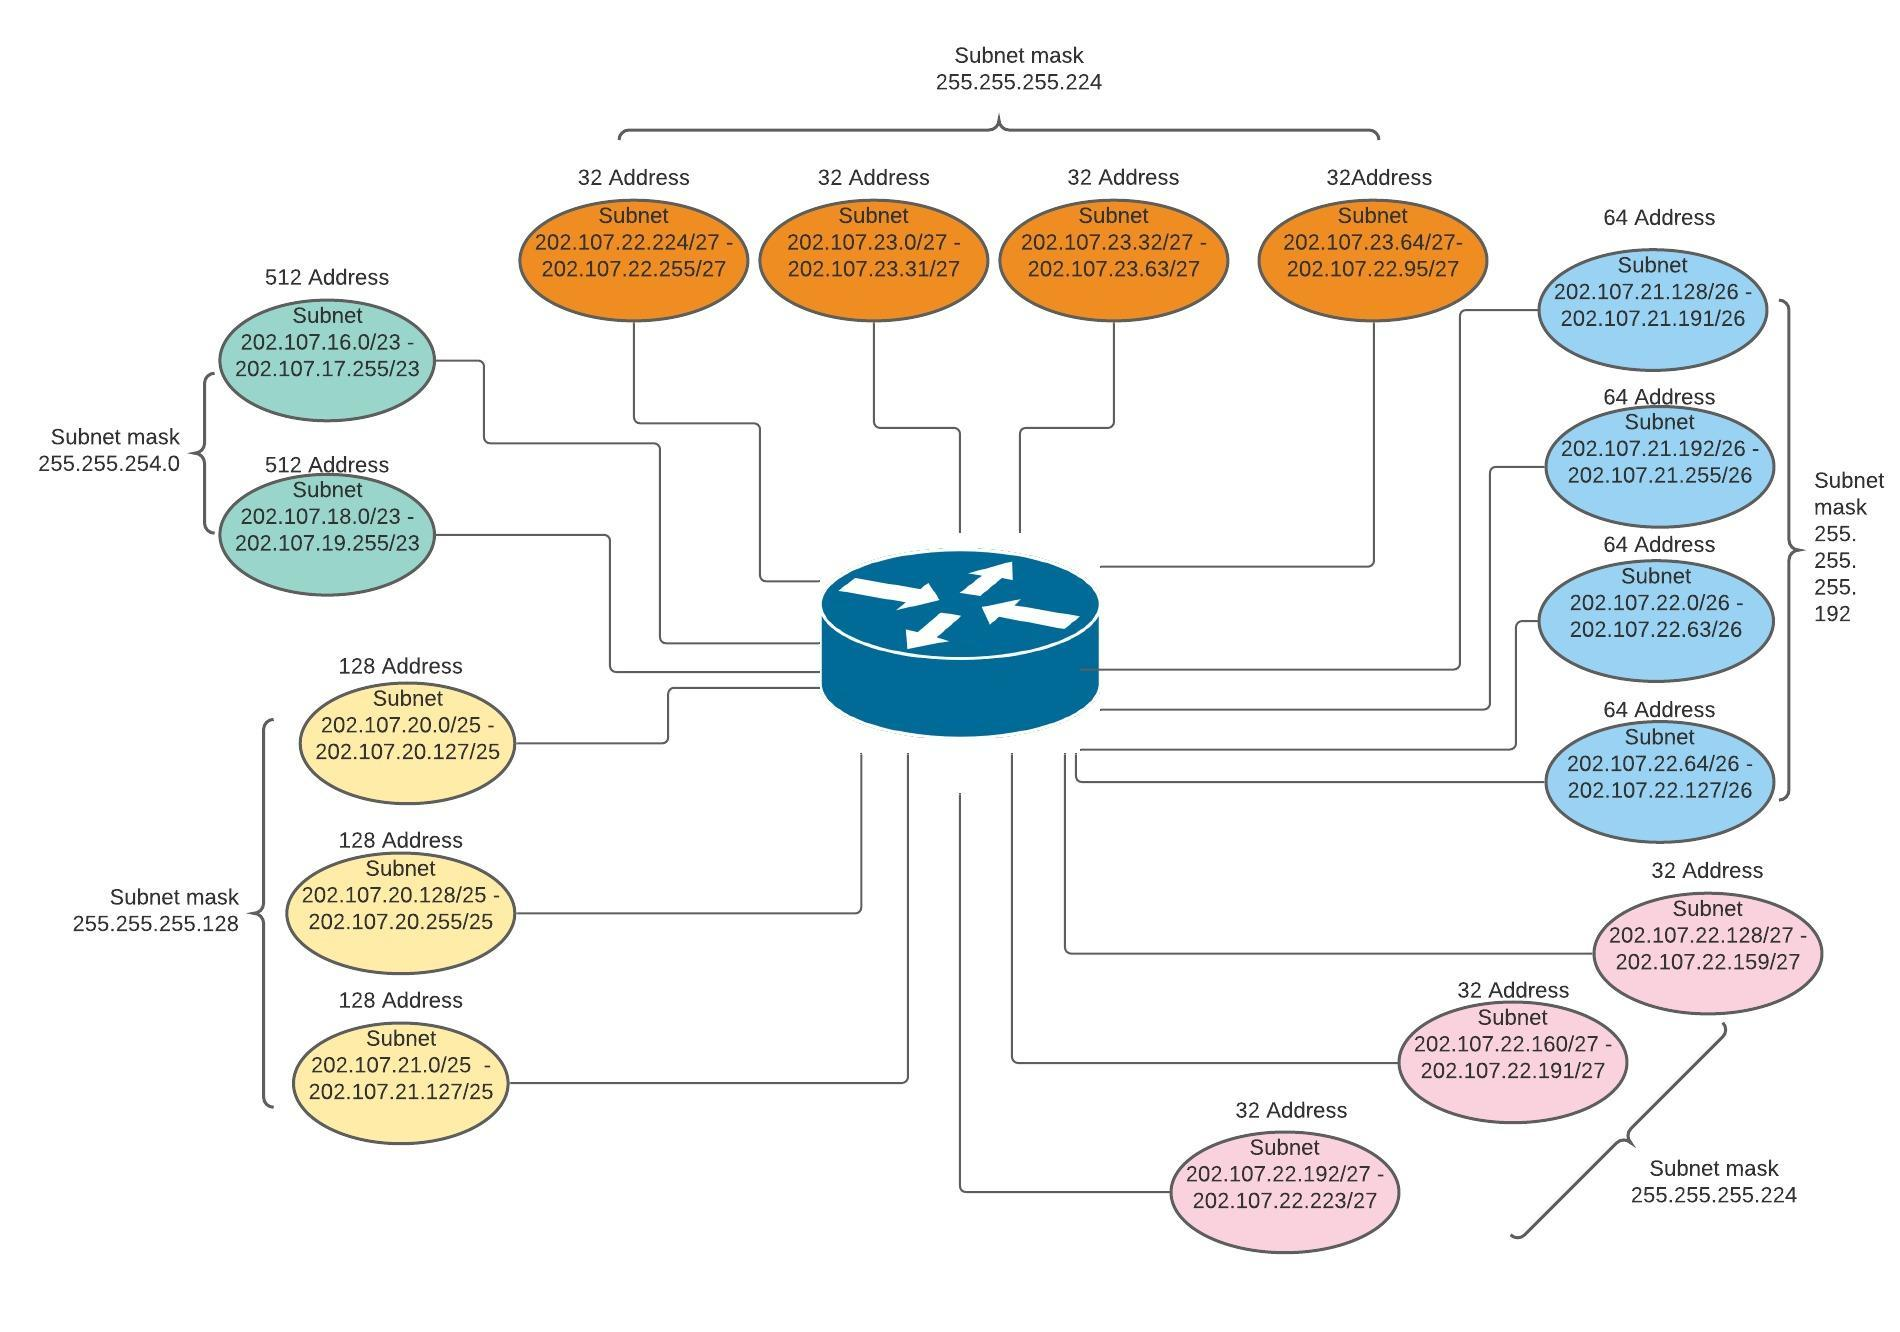 Subnet mask
255.255.255.224
32 Address
Subnet
202.107.22.224/27 -
202.107.22.255/27
32 Address
Subnet
202.107.23.0/27 -
202.107.23.31/27
32 Address
Subnet
202.107.23.32/27 -
202.107.23.63/27
32Address
Subnet
202.107.23.64/27-
202.107.22.95/27
512 Address
Subnet
202.107.16.0/23 -
202.107.17.255/23
Subnet mask
255.255.254.0
512 Address
Subnet
202.107.18.0/23 -
202.107.19.255/23
64 Address
Subnet
202.107.21.128/26 -
202.107.21.191/26
64 Address
Subnet
202.107.21.192/26 -
202.107.21.255/26
64 Address
Subnet
202.107.22.0/26 -
202.107.22.63/26
64 Address
Subnet
202.107.22.64/26 -
202.107.22.127/26
Subnet
mask
255.
255.
255.
192
128 Address
Subnet
202.107.20.0/25 -
202.107.20.127/25
128 Address
Subnet
202.107.20.128/25 -
202.107.20.255/25
Subnet mask
255.255.255.128
128 Address
Subnet
202.107.21.0/25  -
202.107.21.127/25
32 Address
Subnet
202.107.22.128/27 -
202.107.22.159/27
32 Address
Subnet
202.107.22.160/27 -
202.107.22.191/27
32 Address
Subnet
202.107.22.192/27 -
202.107.22.223/27
Subnet mask
255.255.255.224